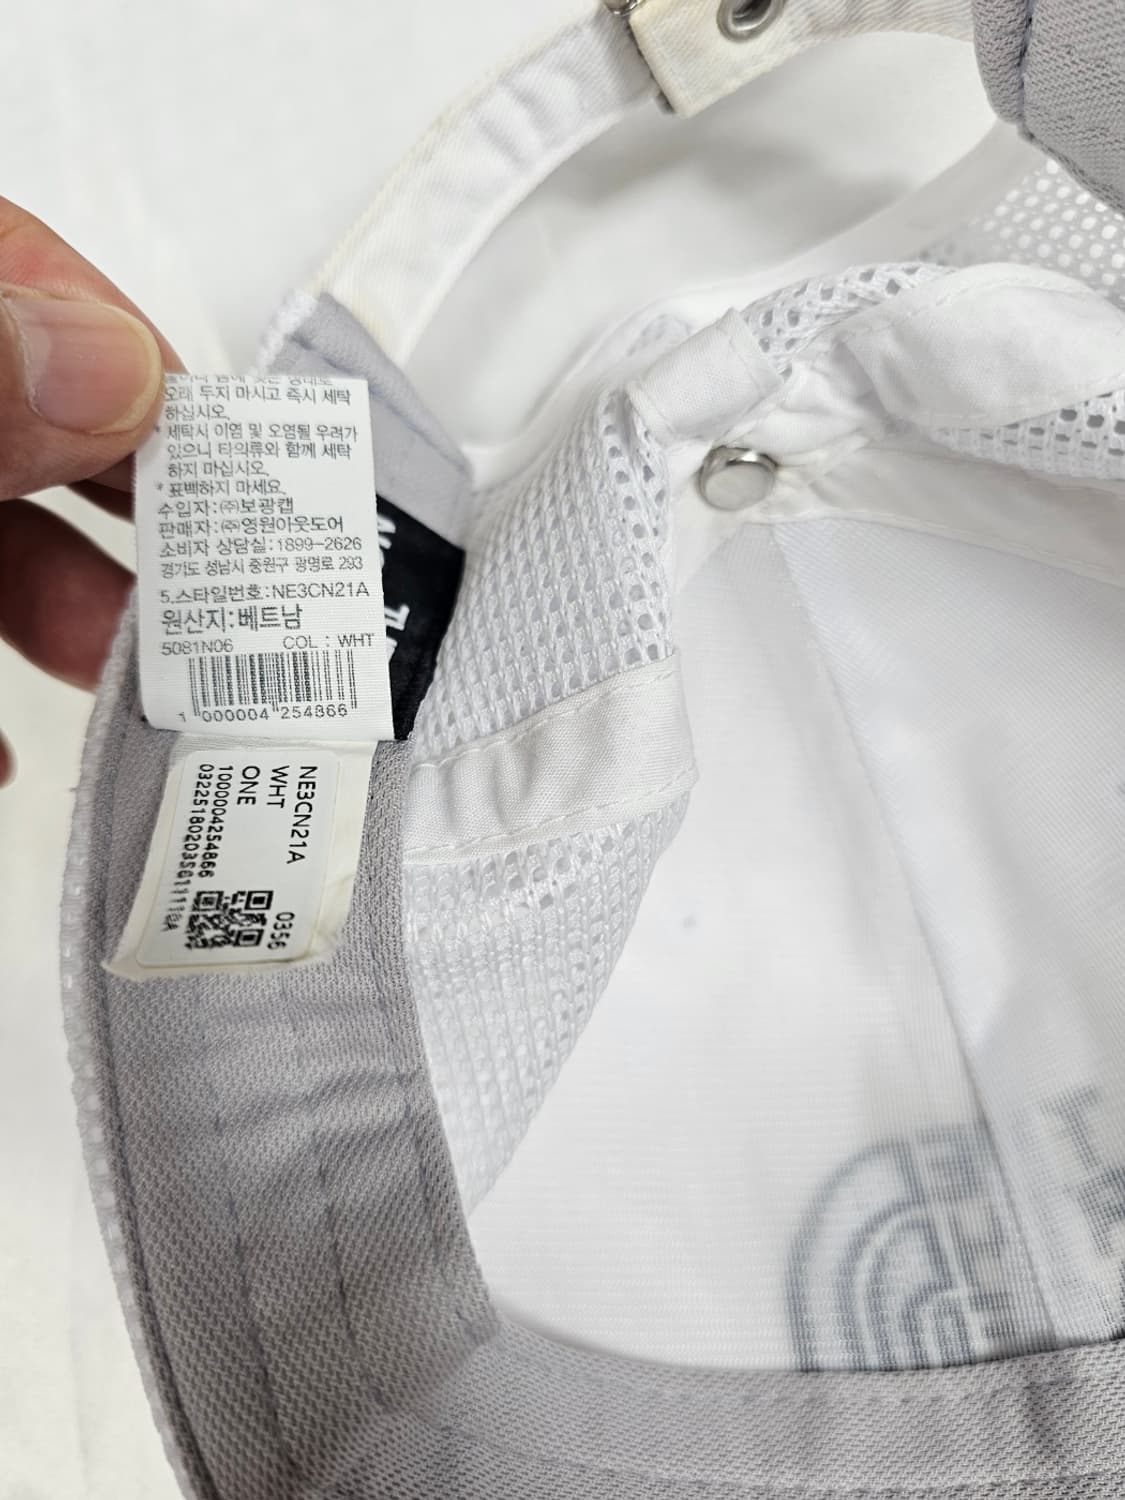 오래 두지 마시고 즉시 세탁
하십시오.
* 세탁시 이염 및 오염될 우려가
있으니 타의류와 함께 세탁
하지 마십시오.
* 표백하지 마세요.
수입자:㈜보광캡
판매자:㈜영원아웃도어
소비자 상담실:1899-2626
경기도 성남시 중원구 광명로 293
5.스타일번호:NE3CN21A
원산지:베트남
5081N06 COL : WHT
1 000004 254866
NE3CN21A
WHT
ONE
1000004254866
0356